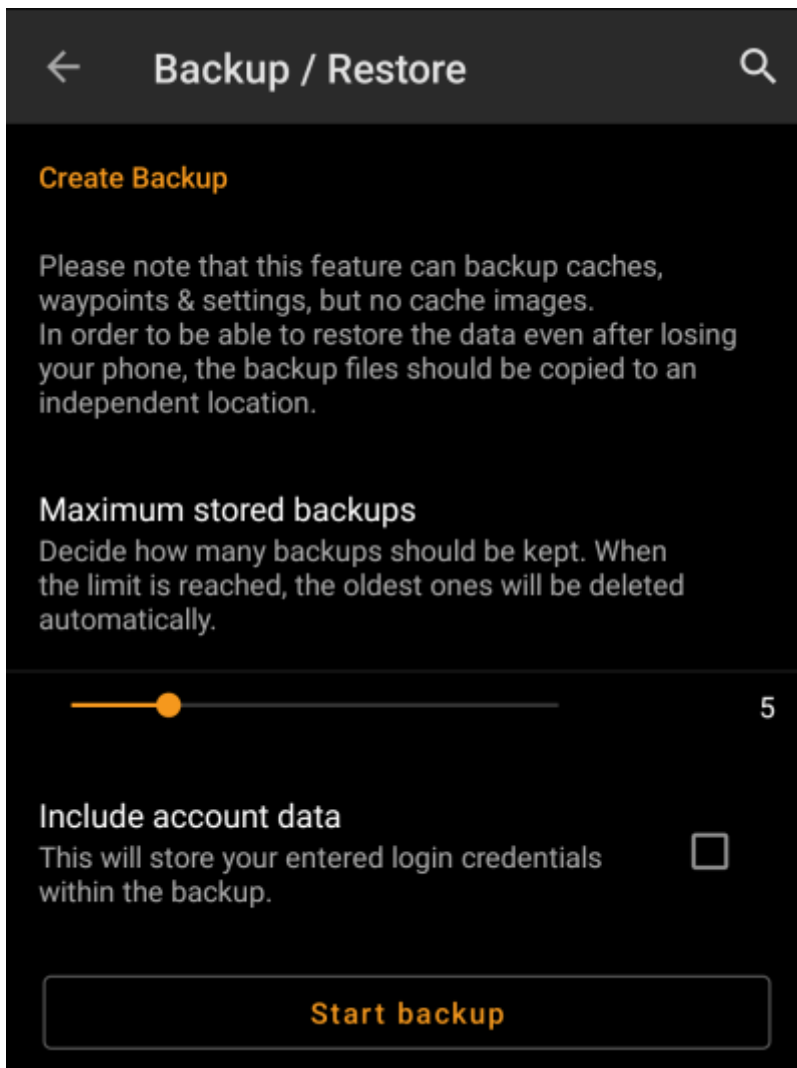 Backup / Restore
Create Backup
Please note that this feature can backup caches,
waypoints & settings, but no cache images.
In order to be able to restore the data even after losing
your phone, the backup files should be copied to an
independent location.
Maximum stored backups
Decide how many backups should be kept. When
the limit is reached, the oldest ones will be deleted
automatically.
5
Include account data
This will store your entered login credentials
within the backup.
Start backup